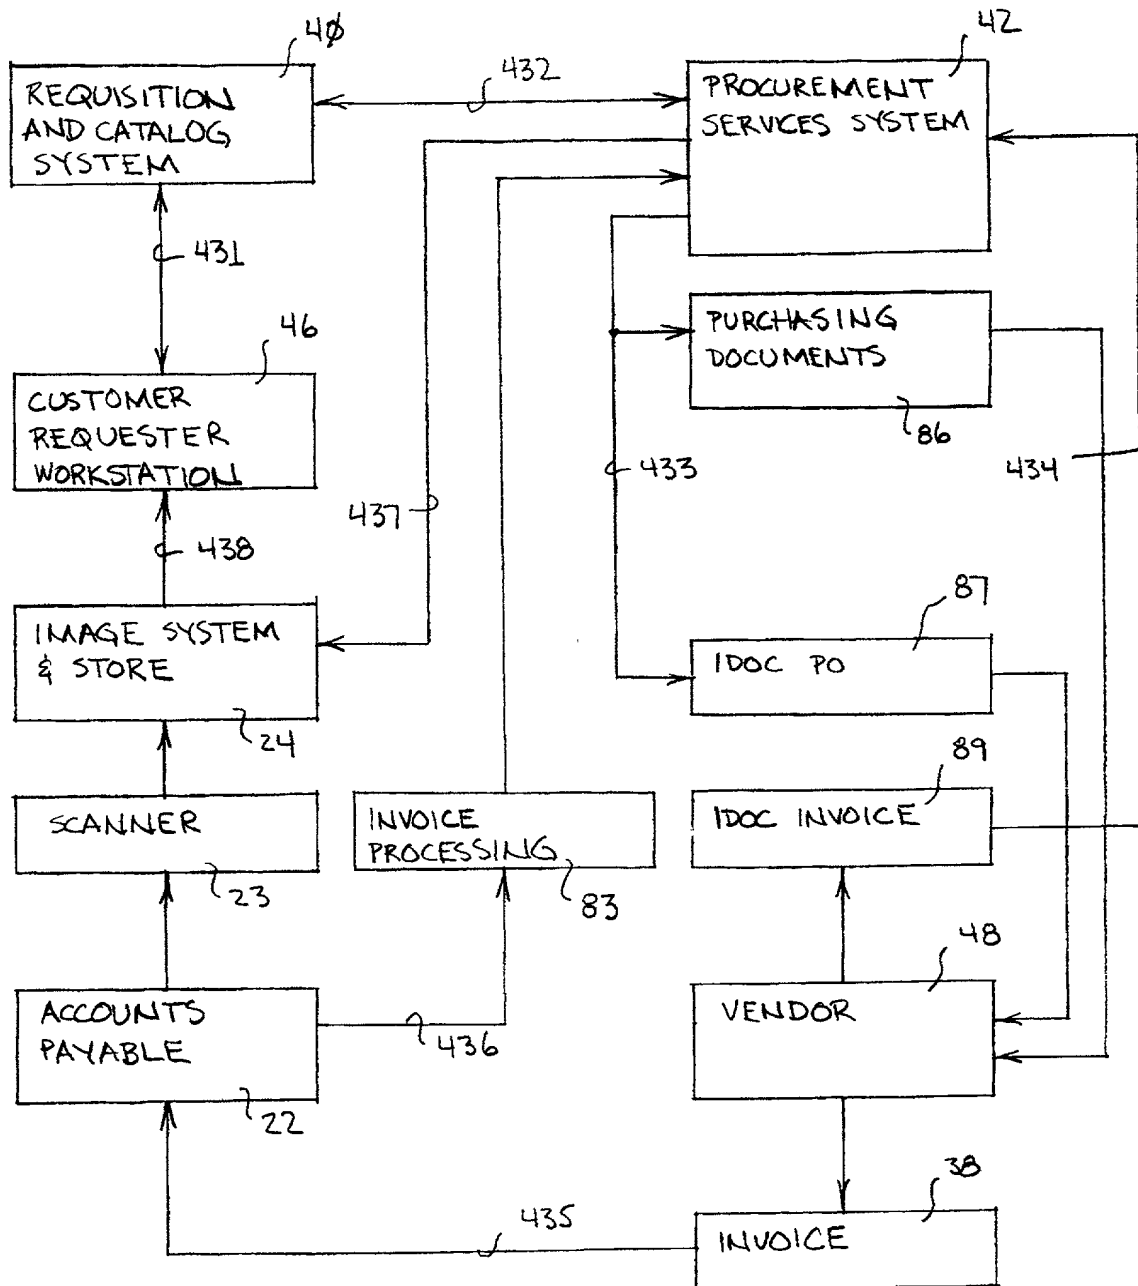 40
REQUISITION
AND CATALOG
SYSTEM
432
42
PROCUREMENT
SERVICES SYSTEM
431
46
CUSTOMER
REQUESTER
WORKSTATION
PURCHASING
DOCUMENTS
86
433
434
437
438
IMAGE SYSTEM
& STORE
24
87
IDOC PO
89
IDOC INVOICE
SCANNER
23
INVOICE
PROCESSING
83
48
VENDOR
ACCOUNTS
PAYABLE
22
436
435
38
INVOICE